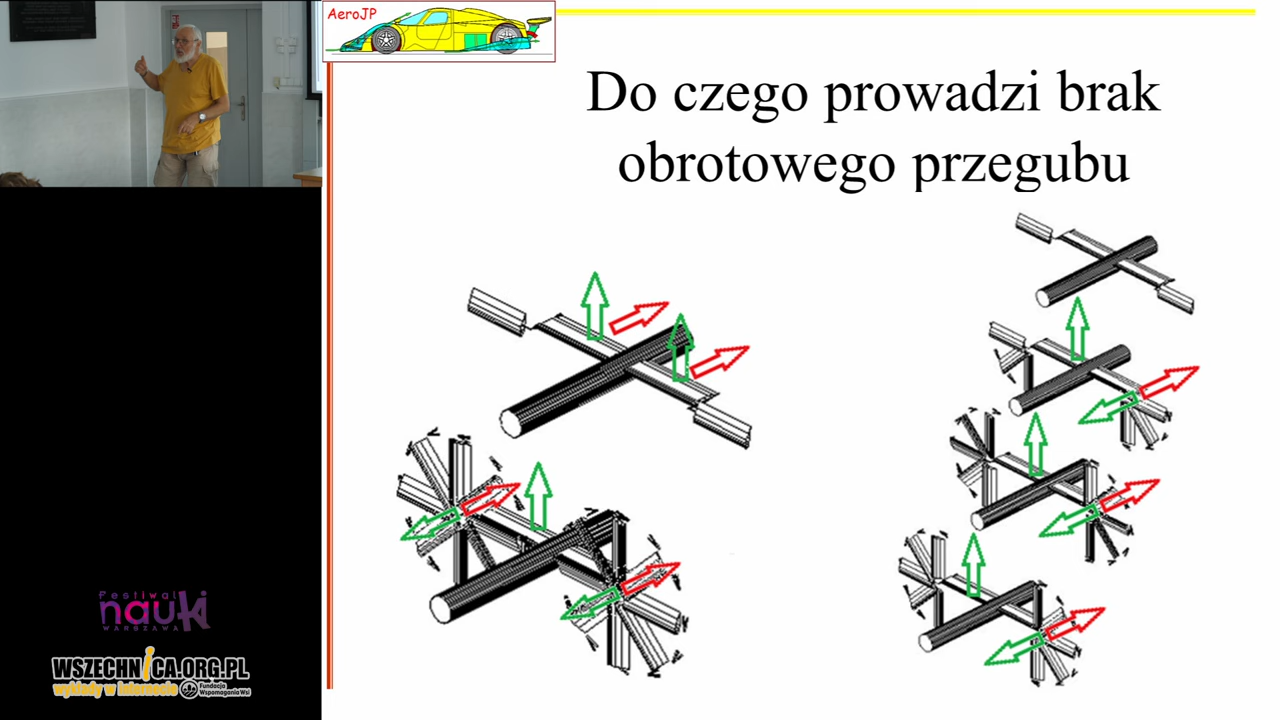 AeroJP
Do czego prowadzi brak
obrotowego przegubu
Festiwal
nauki
WARSZAWA
WSZECHNICA.ORG.PL
wykłady w internecie
Fundacja
Wspomagania Wsi